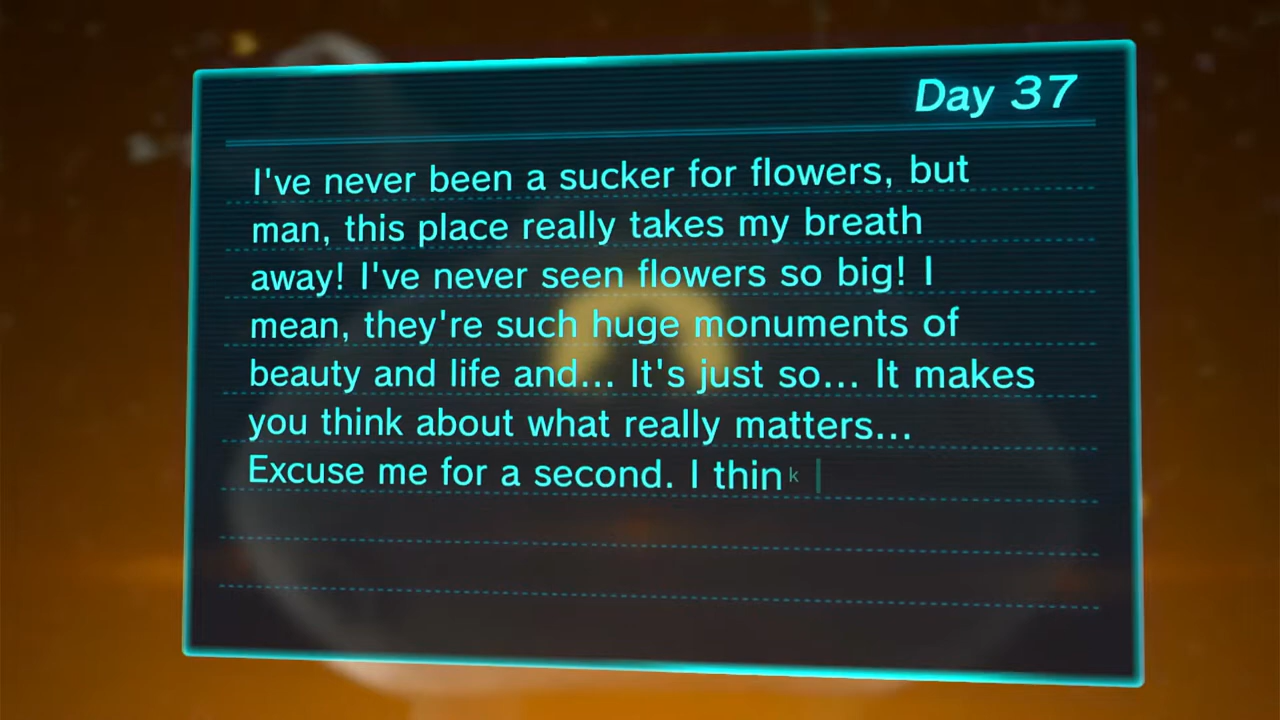 Day 37
I've never been a sucker for flowers, but
man, this place really takes my breath
away! I've never seen flowers so big! I
mean, they're such huge monuments of
beauty and life and... It's just so... It makes
you think about what really matters...
Excuse me for a second. I think